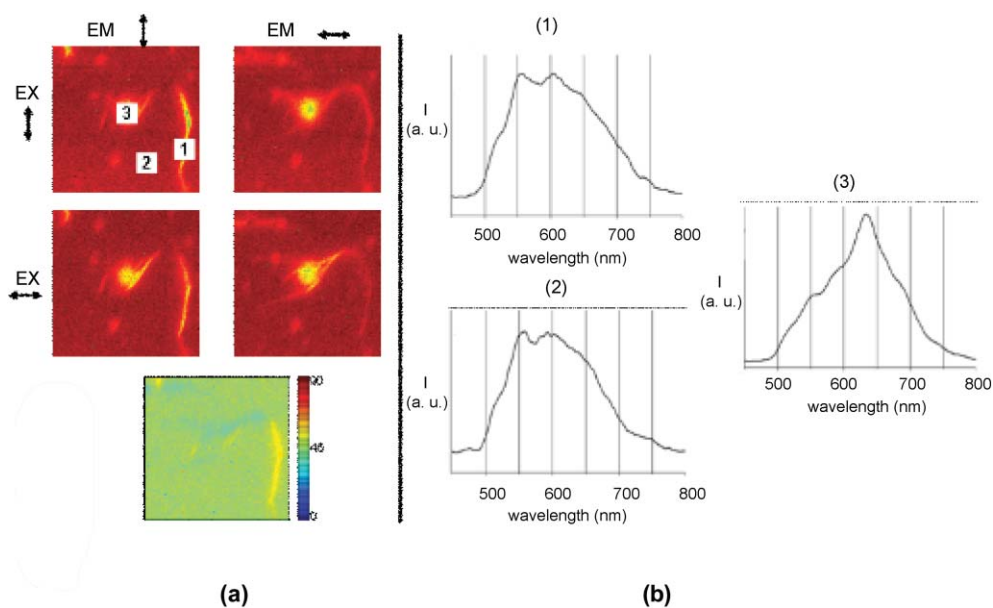 EM
EM
EX
3
2
1
EX
90
45
0
(a)
(1)
I
(a. u.)
500 600 700 800
wavelength (nm)
(2)
I
(a. u.)
500 600 700 800
wavelength (nm)
(3)
I
(a. u.)
500 600 700 800
wavelength (nm)
(b)